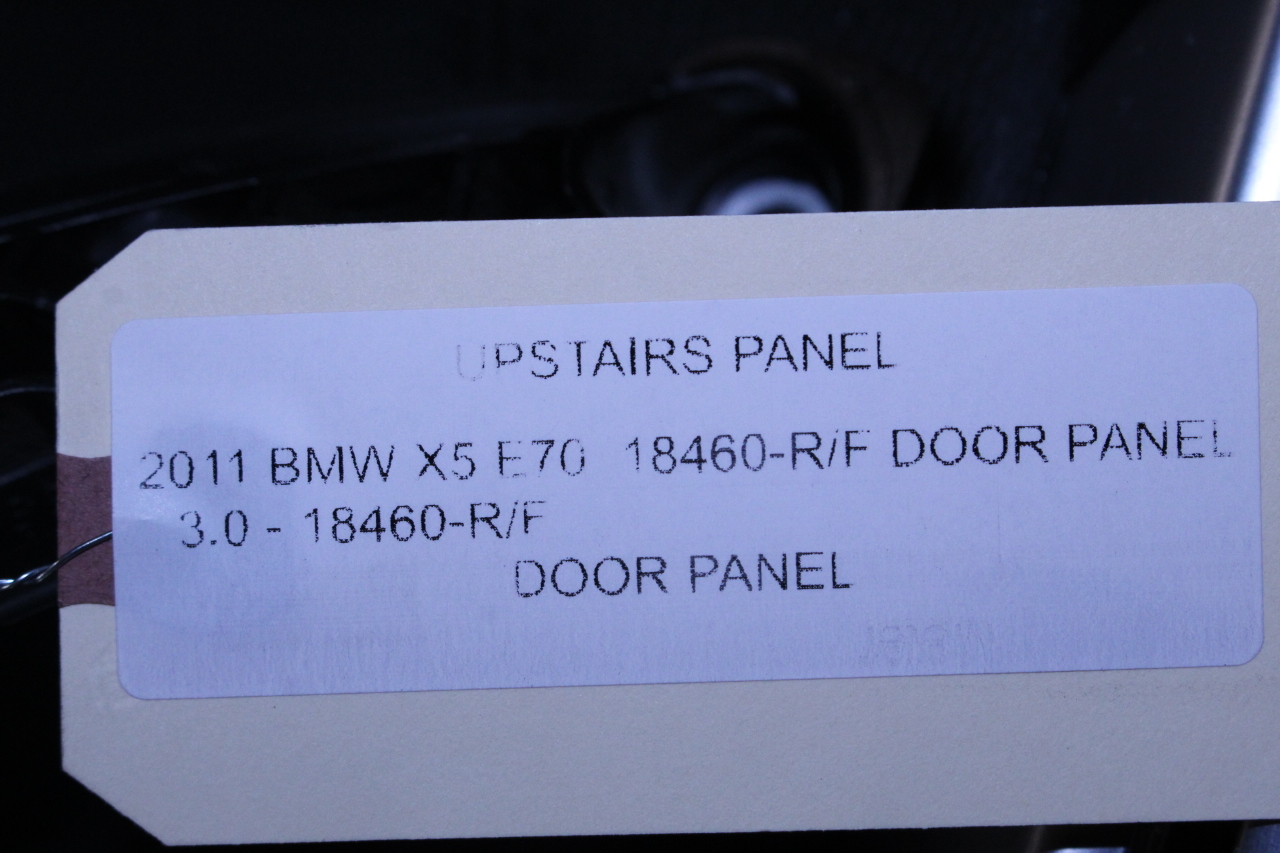 UPSTAIRS PANEL
2011 BMW X5 E70 18460-R/F DOOR PANEL
3.0 - 18460-R/F
DOOR PANEL